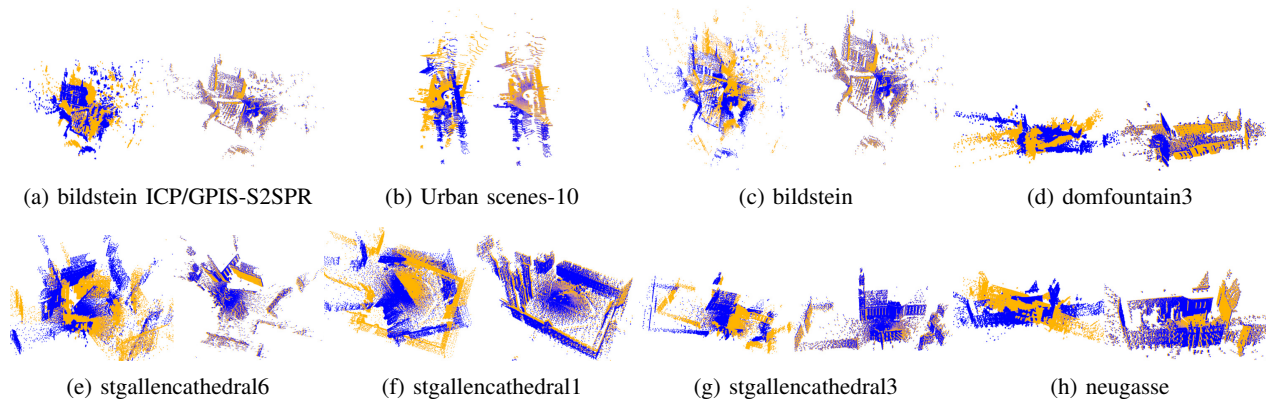 (a) bildstein ICP/GPIS-S2SPR
(b) Urban scenes-10
(c) bildstein
(d) domfountain3
(e) stgallencathedral6
(f) stgallencathedral1
(g) stgallencathedral3
(h) neugasse